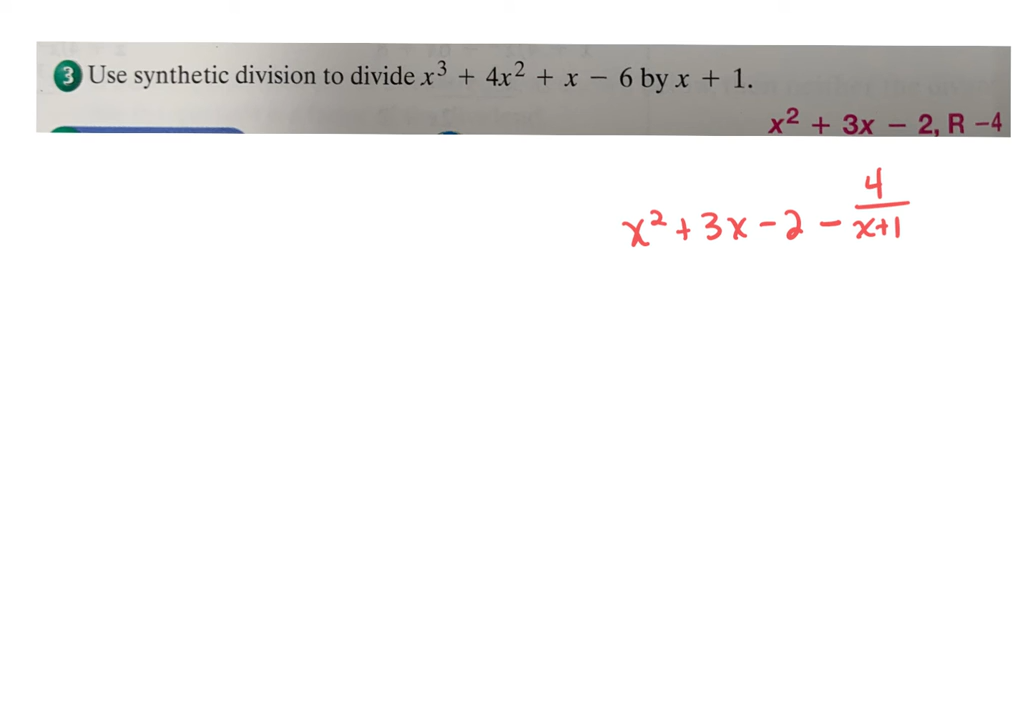 3 Use synthetic division to divide x³ + 4x² + x − 6 by x + 1.
x² + 3x − 2, R −4
x² + 3x − 2 − 4/(x+1)